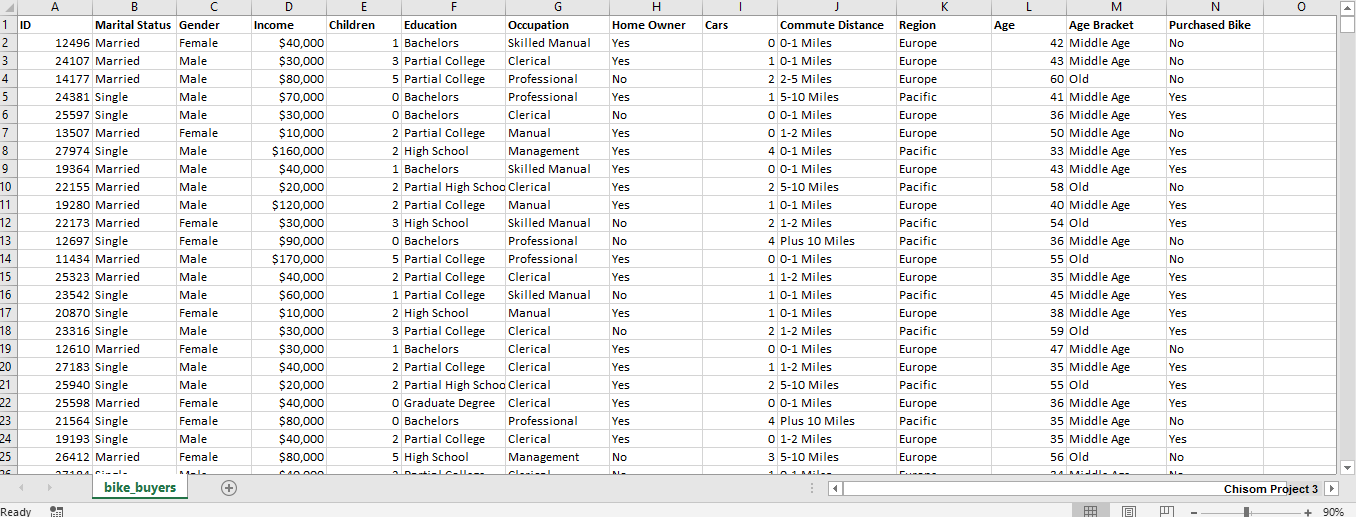 A B C D E F G H I J K L M N O
1 ID Marital Status Gender Income Children Education Occupation Home Owner Cars Commute Distance Region Age Age Bracket Purchased Bike
2 12496 Married Female $40,000 1 Bachelors Skilled Manual Yes 0 0-1 Miles Europe 42 Middle Age No
3 24107 Married Male $30,000 3 Partial College Clerical Yes 1 0-1 Miles Europe 43 Middle Age No
4 14177 Married Male $80,000 5 Partial College Professional No 2 2-5 Miles Europe 60 Old No
5 24381 Single Male $70,000 0 Bachelors Professional Yes 1 5-10 Miles Pacific 41 Middle Age Yes
6 25597 Single Male $30,000 0 Bachelors Clerical No 0 0-1 Miles Europe 36 Middle Age Yes
7 13507 Married Female $10,000 2 Partial College Manual Yes 0 1-2 Miles Europe 50 Middle Age No
8 27974 Single Male $160,000 2 High School Management Yes 4 0-1 Miles Pacific 33 Middle Age Yes
9 19364 Married Male $40,000 1 Bachelors Skilled Manual Yes 0 0-1 Miles Europe 43 Middle Age Yes
10 22155 Married Male $20,000 2 Partial High Schoo Clerical Yes 2 5-10 Miles Pacific 58 Old No
11 19280 Married Male $120,000 2 Partial College Manual Yes 1 0-1 Miles Europe 40 Middle Age Yes
12 22173 Married Female $30,000 3 High School Skilled Manual No 2 1-2 Miles Pacific 54 Old Yes
13 12697 Single Female $90,000 0 Bachelors Professional No 4 Plus 10 Miles Pacific 36 Middle Age No
14 11434 Married Male $170,000 5 Partial College Professional Yes 0 0-1 Miles Europe 55 Old No
15 25323 Married Male $40,000 2 Partial College Clerical Yes 1 1-2 Miles Europe 35 Middle Age Yes
16 23542 Single Male $60,000 1 Partial College Skilled Manual No 1 0-1 Miles Pacific 45 Middle Age Yes
17 20870 Single Female $10,000 2 High School Manual Yes 1 0-1 Miles Europe 38 Middle Age Yes
18 23316 Single Male $30,000 3 Partial College Clerical No 2 1-2 Miles Pacific 59 Old Yes
19 12610 Married Female $30,000 1 Bachelors Clerical Yes 0 0-1 Miles Europe 47 Middle Age No
20 27183 Single Male $40,000 2 Partial College Clerical Yes 1 1-2 Miles Europe 35 Middle Age Yes
21 25940 Single Male $20,000 2 Partial High Schoo Clerical Yes 2 5-10 Miles Pacific 55 Old Yes
22 25598 Married Female $40,000 0 Graduate Degree Clerical Yes 0 0-1 Miles Europe 36 Middle Age Yes
23 21564 Single Female $80,000 0 Bachelors Professional Yes 4 Plus 10 Miles Pacific 35 Middle Age No
24 19193 Single Male $40,000 2 Partial College Clerical Yes 0 1-2 Miles Europe 35 Middle Age Yes
25 26412 Married Female $80,000 5 High School Management No 3 5-10 Miles Europe 56 Old No
bike_buyers Chisom Project 3
Ready 90%